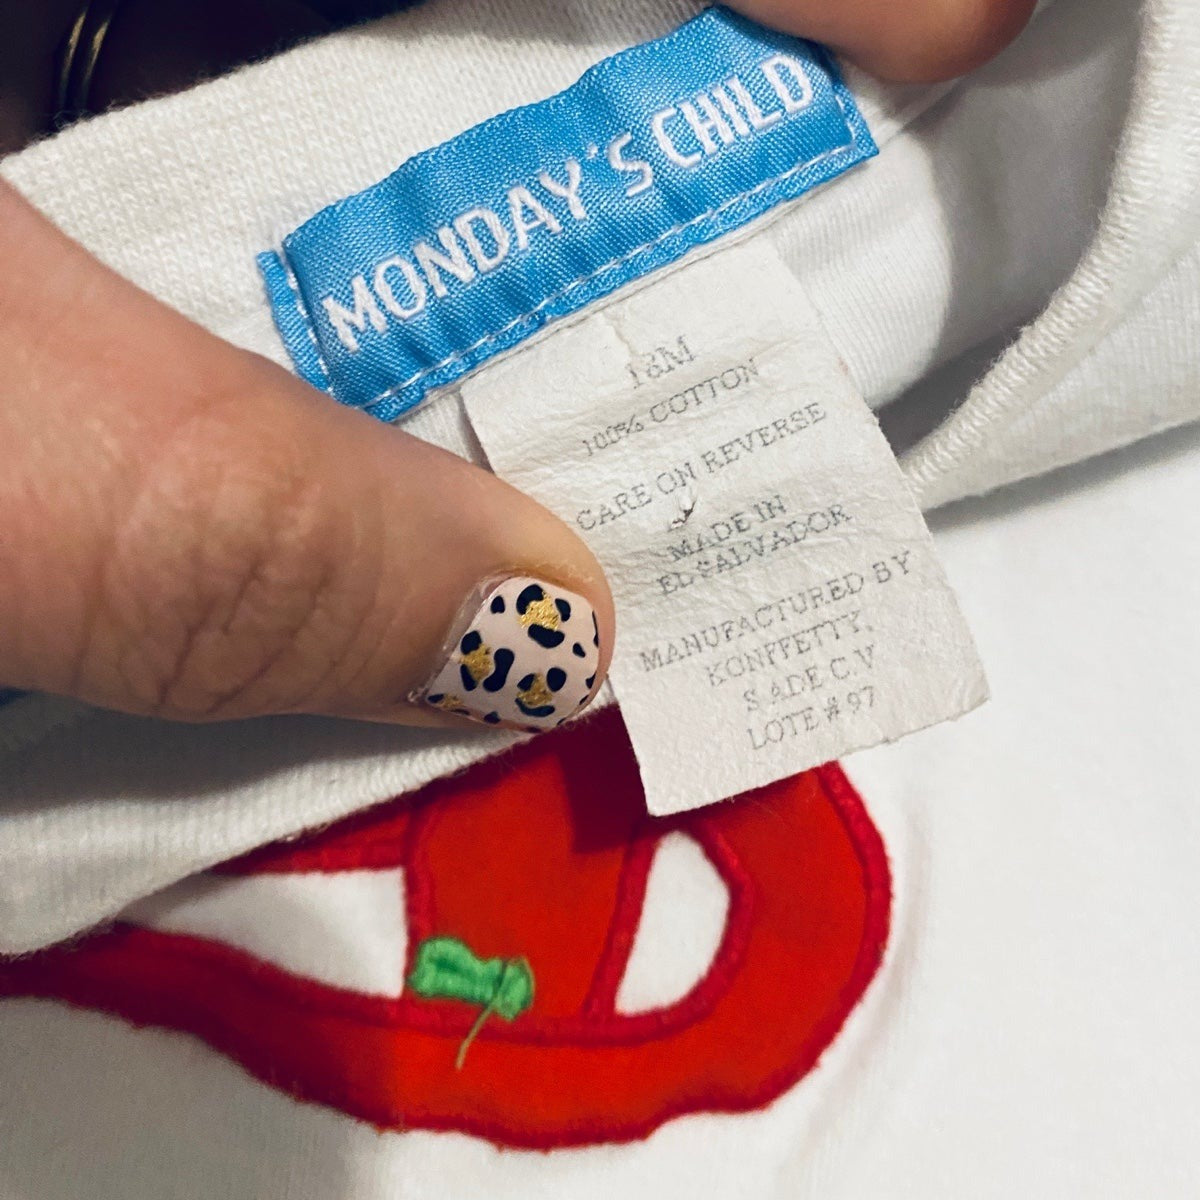 MONDAY'S CHILD
18M
100% COTTON
CARE ON REVERSE
MADE IN
EL SALVADOR
MANUFACTURED BY
KONFFETTY,
S A DE C.V
LOTE # 97